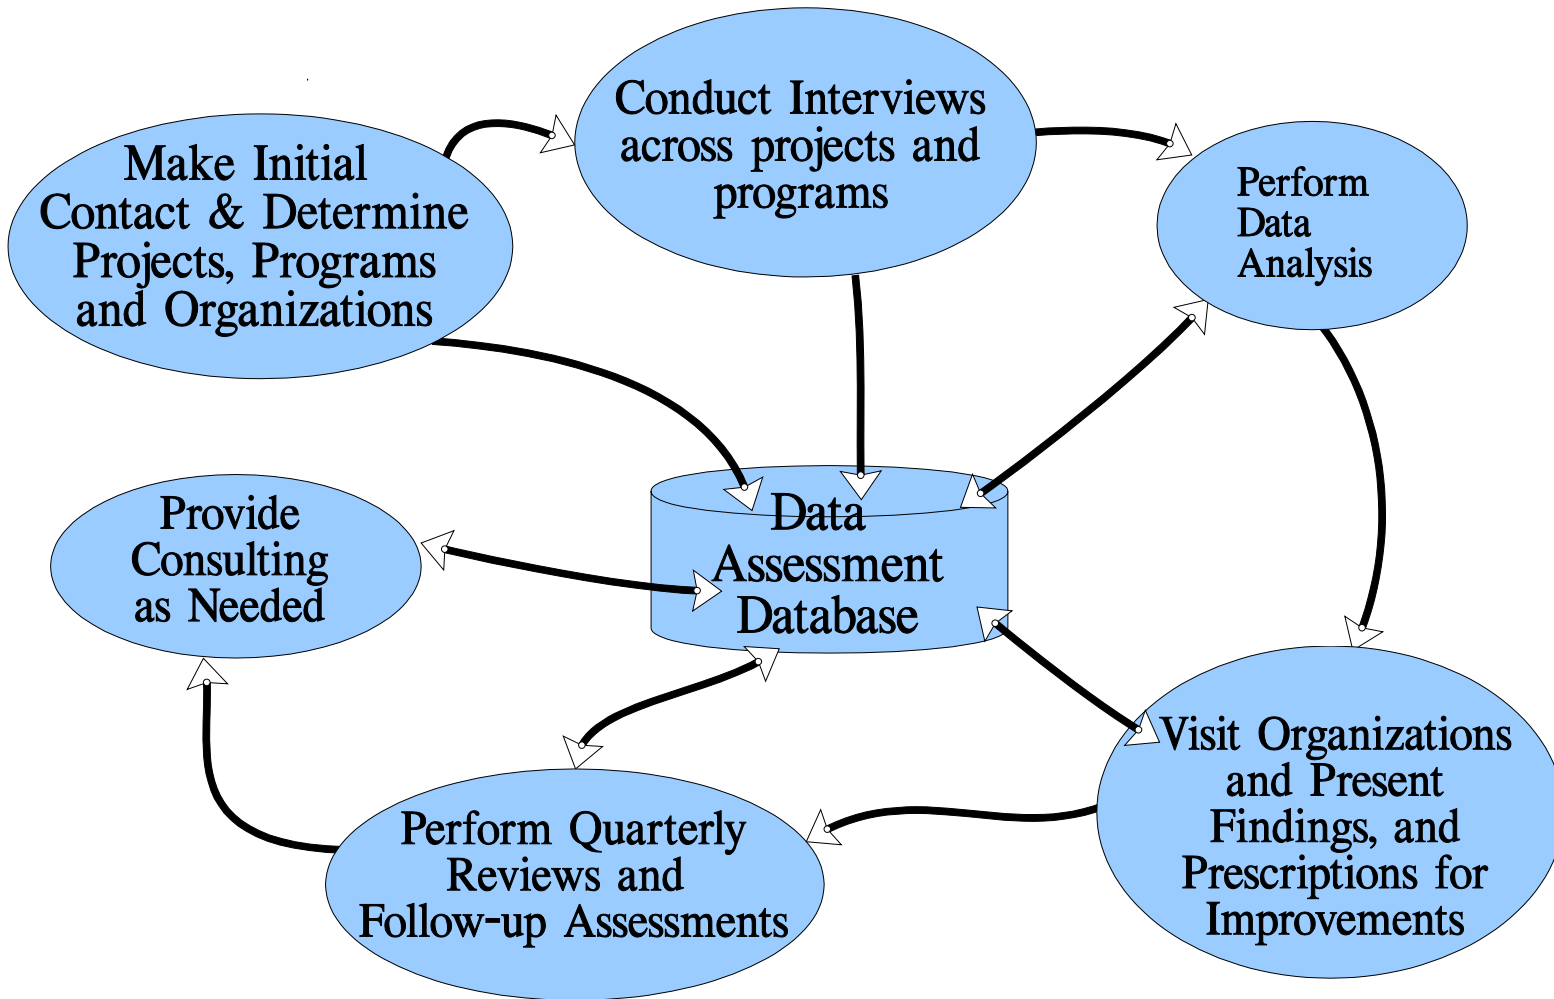 Make Initial
Contact & Determine
Projects, Programs
and Organizations
Conduct Interviews
across projects and
programs
Perform
Data
Analysis
Data
Assessment
Database
Provide
Consulting
as Needed
Perform Quarterly
Reviews and
Follow-up Assessments
Visit Organizations
and Present
Findings, and
Prescriptions for
Improvements